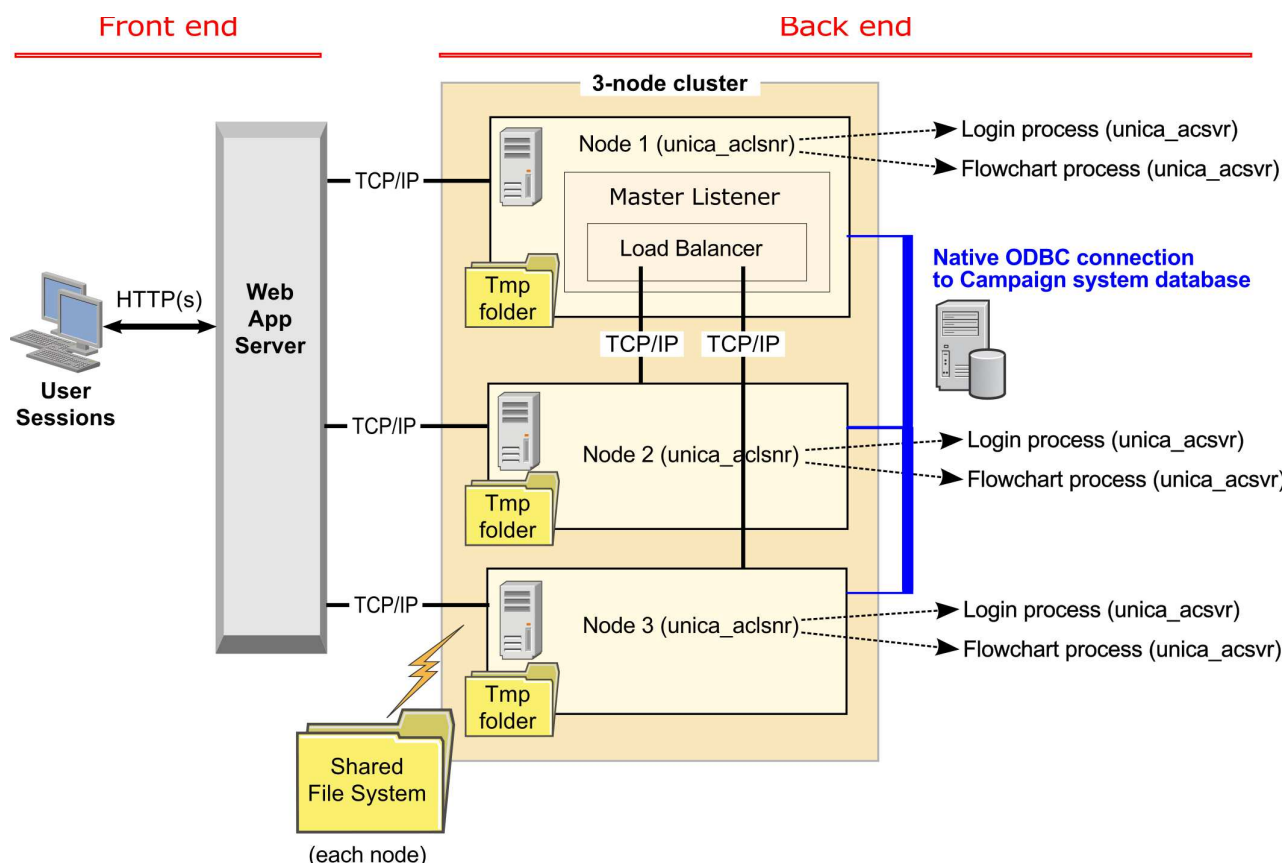 Front end
Back end
3-node cluster
Node 1 (unica_aclsnr)
Login process (unica_acsvr)
Flowchart process (unica_acsvr)
TCP/IP
Master Listener
Load Balancer
Tmp
folder
Native ODBC connection
to Campaign system database
HTTP(s)
Web
App
Server
User
Sessions
TCP/IP
TCP/IP
TCP/IP
Node 2 (unica_aclsnr)
Login process (unica_acsvr)
Flowchart process (unica_acsvr)
Tmp
folder
TCP/IP
Node 3 (unica_aclsnr)
Login process (unica_acsvr)
Flowchart process (unica_acsvr)
Tmp
folder
Shared
File System
(each node)